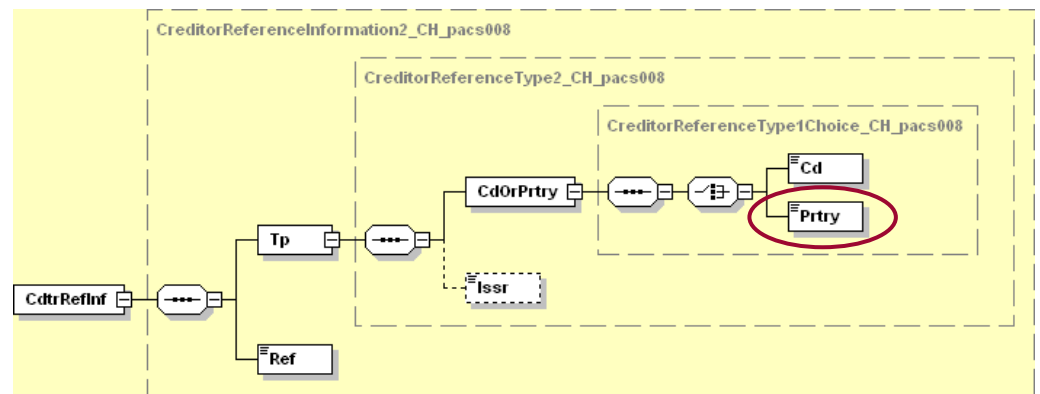 CreditorReferenceInformation2_CH_pacs008
CreditorReferenceType2_CH_pacs008
CreditorReferenceType1Choice_CH_pacs008
Cd
CdOrPrtry
Prtry
Tp
Issr
CdtrRefInf
Ref